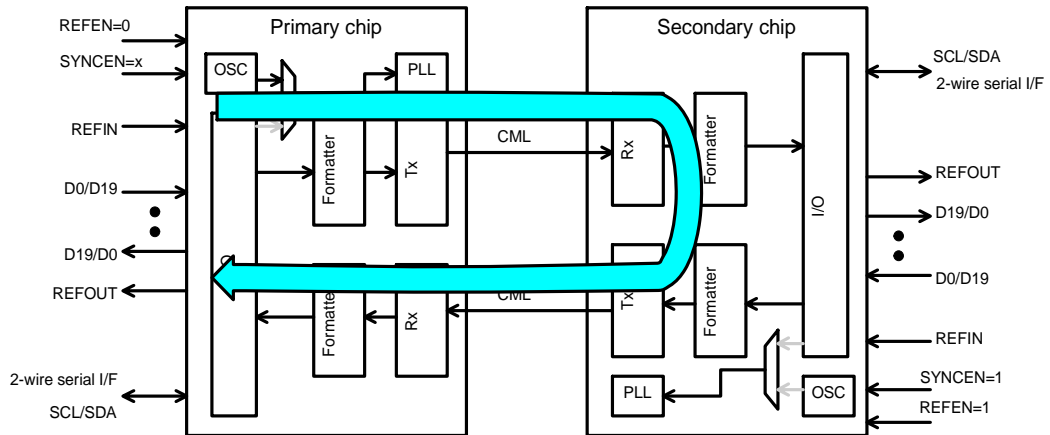 Primary chip
Secondary chip
REFEN=0
SYNCEN=x
REFIN
D0/D19
D19/D0
REFOUT
2-wire serial I/F
SCL/SDA
OSC
PLL
Formatter
Tx
Formatter
Rx
CML
CML
Rx
Formatter
I/O
Tx
Formatter
PLL
OSC
SCL/SDA
2-wire serial I/F
REFOUT
D19/D0
D0/D19
REFIN
SYNCEN=1
REFEN=1